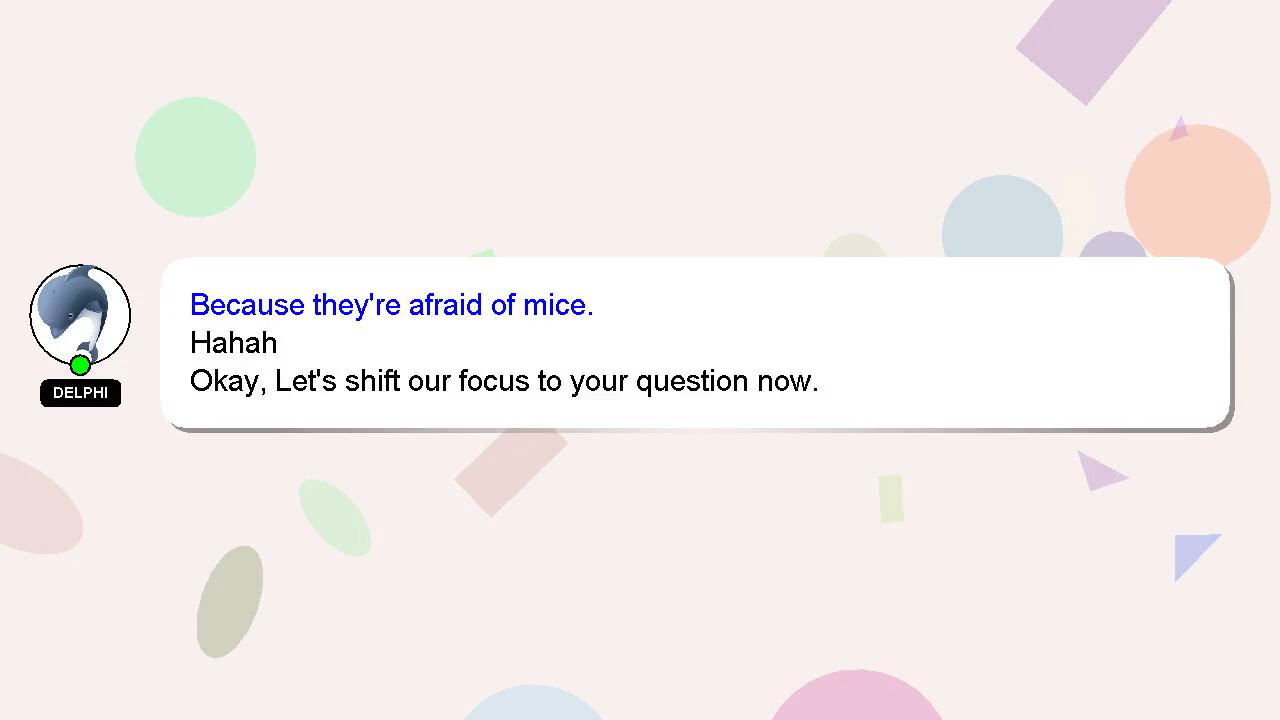 Because they're afraid of mice.
Hahah
Okay, Let's shift our focus to your question now.
DELPHI